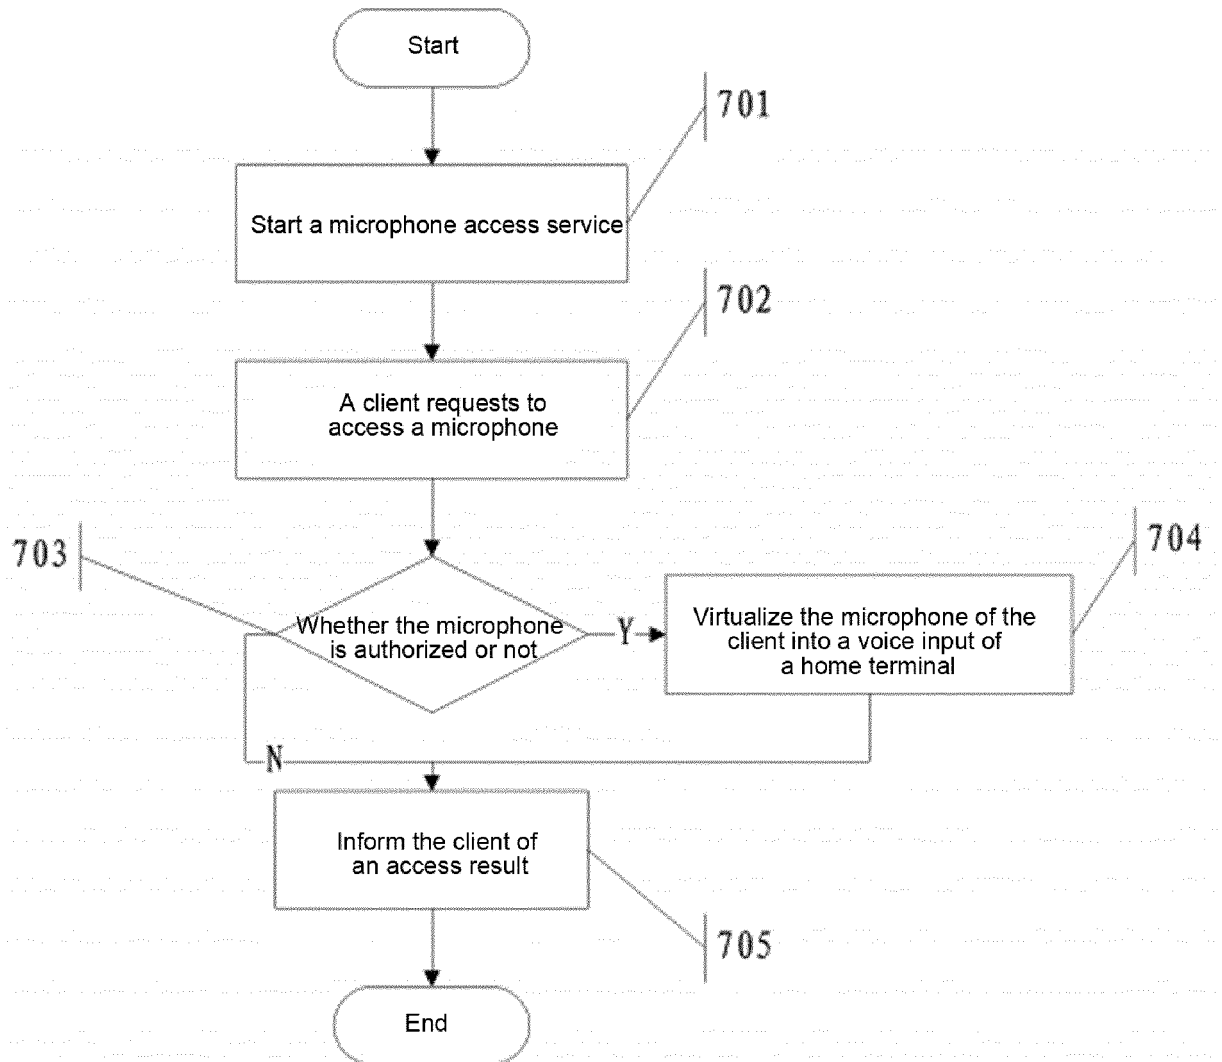 Start
701
Start a microphone access service
702
A client requests to
access a microphone
703
704
Whether the microphone
is authorized or not
Y
Virtualize the microphone of the
client into a voice input of
a home terminal
N
Inform the client of
an access result
705
End